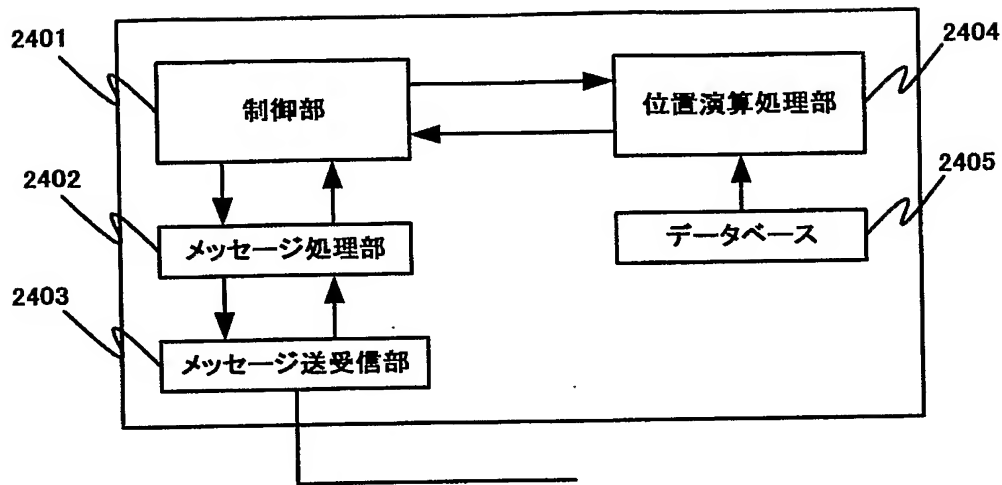 2401
制御部
2404
位置演算処理部
2402
メッセージ処理部
2405
データベース
2403
メッセージ送受信部